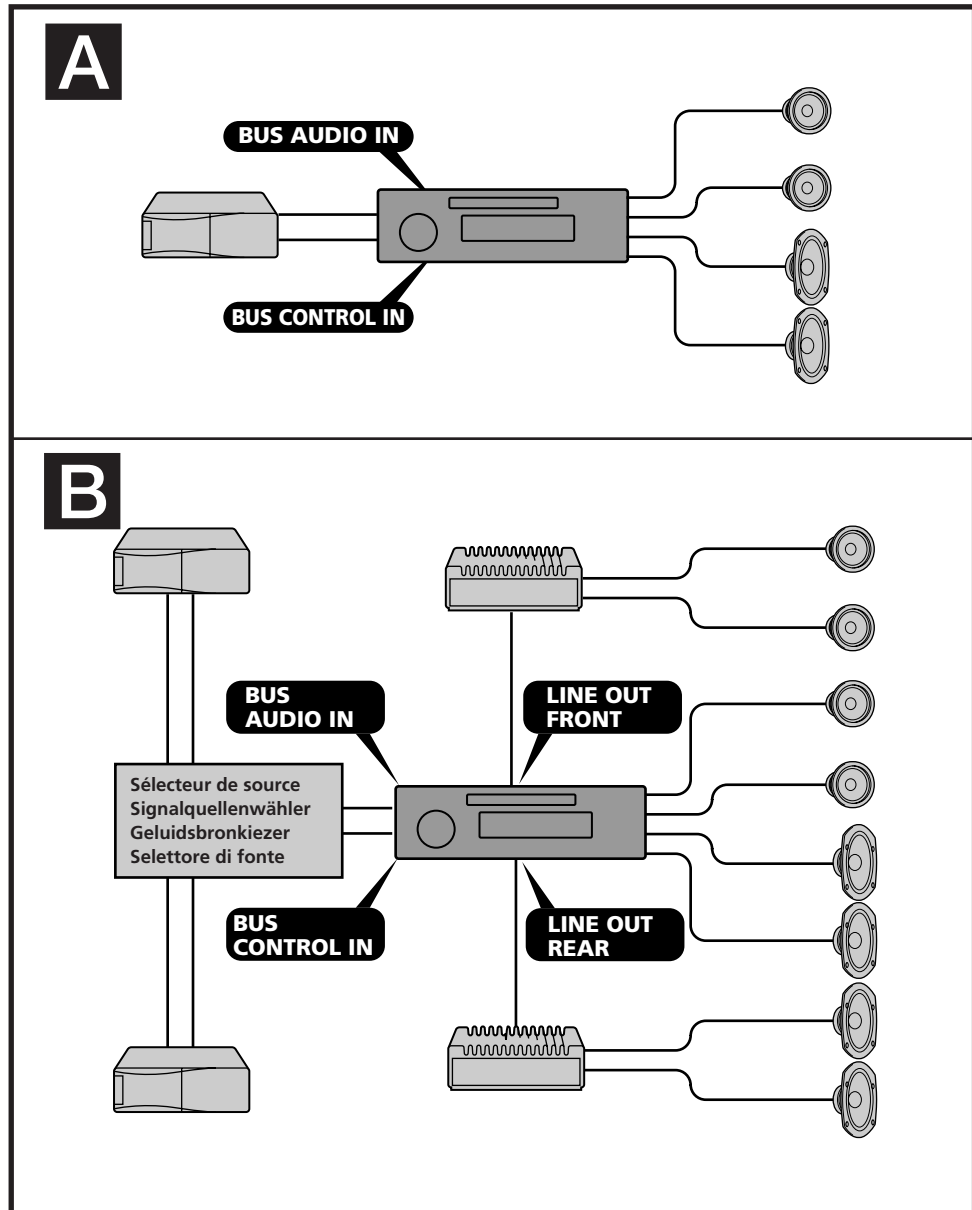 A
BUS AUDIO IN
BUS CONTROL IN
B
BUS
AUDIO IN
LINE OUT
FRONT
Sélecteur de source
Signalquellenwähler
Geluidsbronkiezer
Selettore di fonte
BUS
CONTROL IN
LINE OUT
REAR